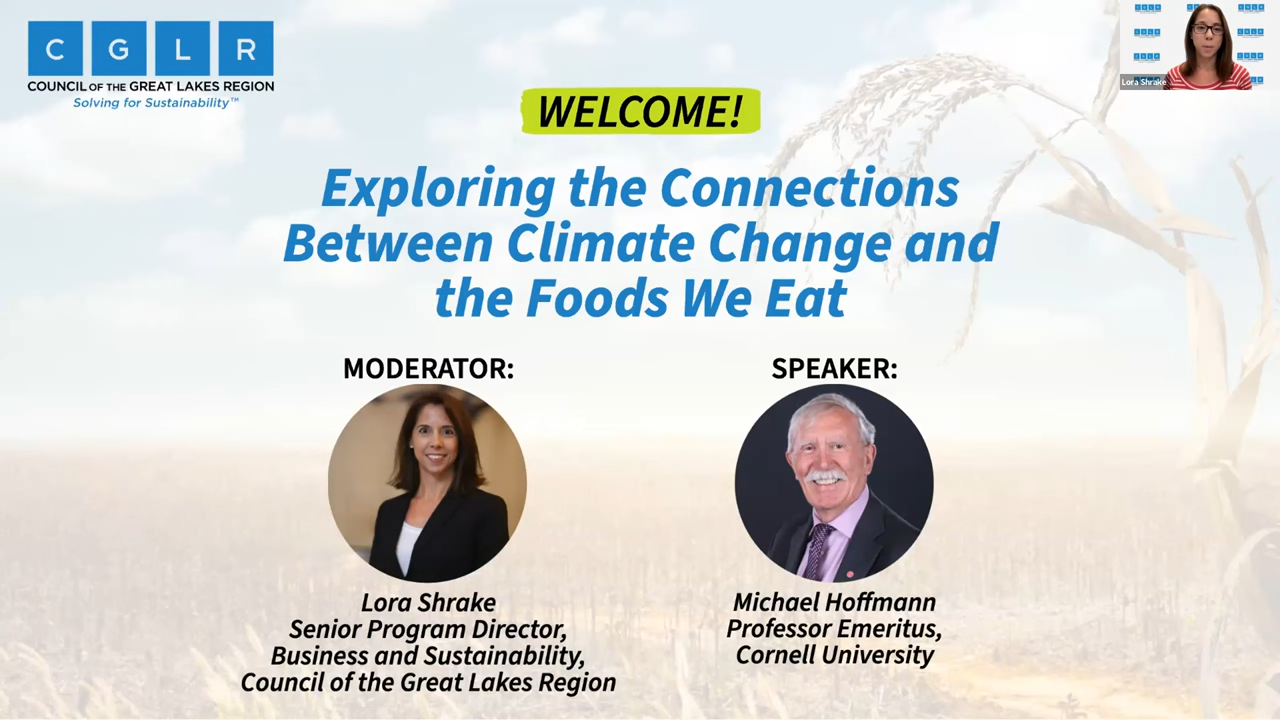 C G L R
COUNCIL OF THE GREAT LAKES REGION
Solving for Sustainability™
Lora Shrake
WELCOME!
Exploring the Connections
Between Climate Change and
the Foods We Eat
MODERATOR:
Lora Shrake
Senior Program Director,
Business and Sustainability,
Council of the Great Lakes Region
SPEAKER:
Michael Hoffmann
Professor Emeritus,
Cornell University